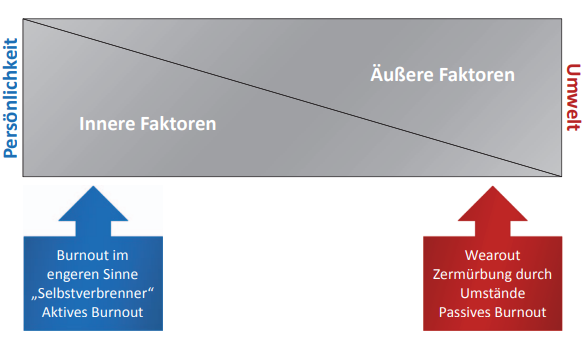 Persönlichkeit
Äußere Faktoren
Innere Faktoren
Umwelt
Burnout im
engeren Sinne
„Selbstverbrenner“
Aktives Burnout
Wearout
Zermürbung durch
Umstände
Passives Burnout